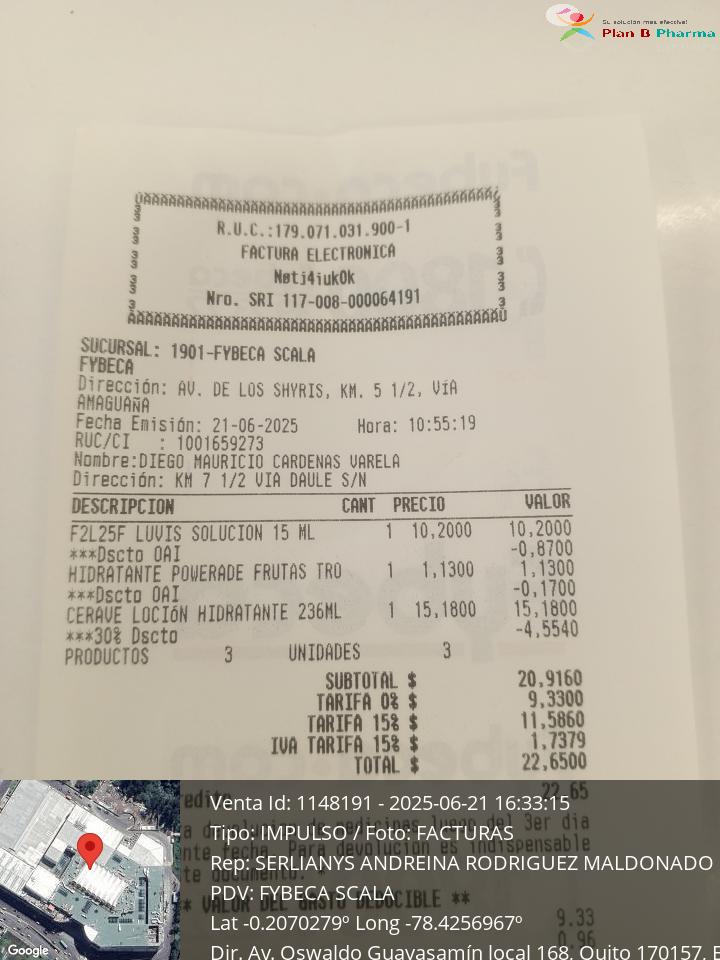 Su solución más efectiva!
Plan B Pharma
R.U.C.:179.071.031.900-1
FACTURA ELECTRONICA
Nøtj4iukOk
Nro. SRI 117-008-000064191
SUCURSAL: 1901-FYBECA SCALA
FYBECA
Dirección: AV. DE LOS SHYRIS, KM. 5 1/2, VíA
AMAGUAñA
Fecha Emisión: 21-06-2025 Hora: 10:55:19
RUC/CI : 1001659273
Nombre:DIEGO MAURICIO CARDENAS VARELA
Dirección: KM 7 1/2 VIA DAULE S/N
DESCRIPCION CANT PRECIO VALOR
F2L25F LUVIS SOLUCION 15 ML 1 10,2000 10,2000
***Dscto OAI -0,8700
HIDRATANTE POWERADE FRUTAS TRO 1 1,1300 1,1300
***Dscto OAI -0,1700
CERAVE LOCIóN HIDRATANTE 236ML 1 15,1800 15,1800
***30% Dscto -4,5540
PRODUCTOS 3 UNIDADES 3
SUBTOTAL $ 20,9160
TARIFA 0% $ 9,3300
TARIFA 15% $ 11,5860
IVA TARIFA 15% $ 1,7379
TOTAL $ 22,6500
22,65
Venta Id: 1148191 - 2025-06-21 16:33:15
Tipo: IMPULSO / Foto: FACTURAS
Rep: SERLIANYS ANDREINA RODRIGUEZ MALDONADO
PDV: FYBECA SCALA
** VALOR DEL GASTO DEDUCIBLE **
Lat -0.2070279º Long -78.4256967º
9.33
0.96
Dir. Av. Oswaldo Guayasamín local 168, Quito 170157, E
Google